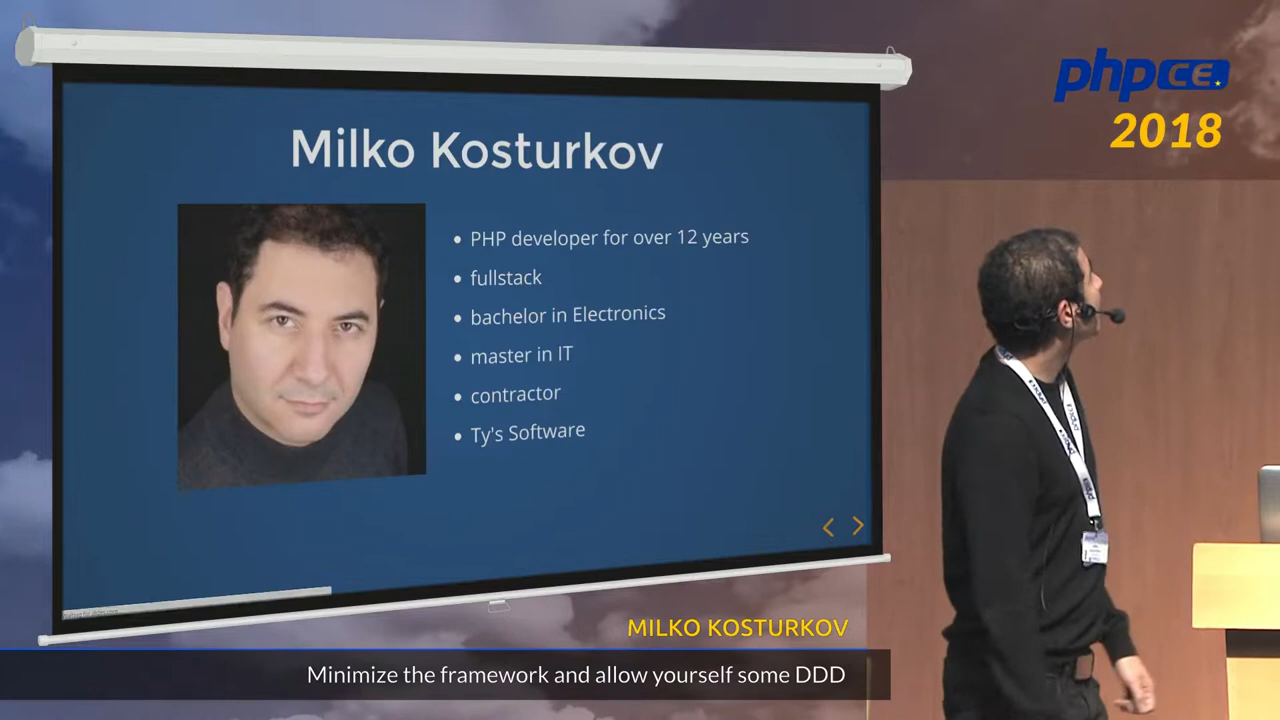 phpce
2018
Milko Kosturkov
PHP developer for over 12 years
fullstack
bachelor in Electronics
master in IT
contractor
Ty's Software
MILKO KOSTURKOV
Minimize the framework and allow yourself some DDD